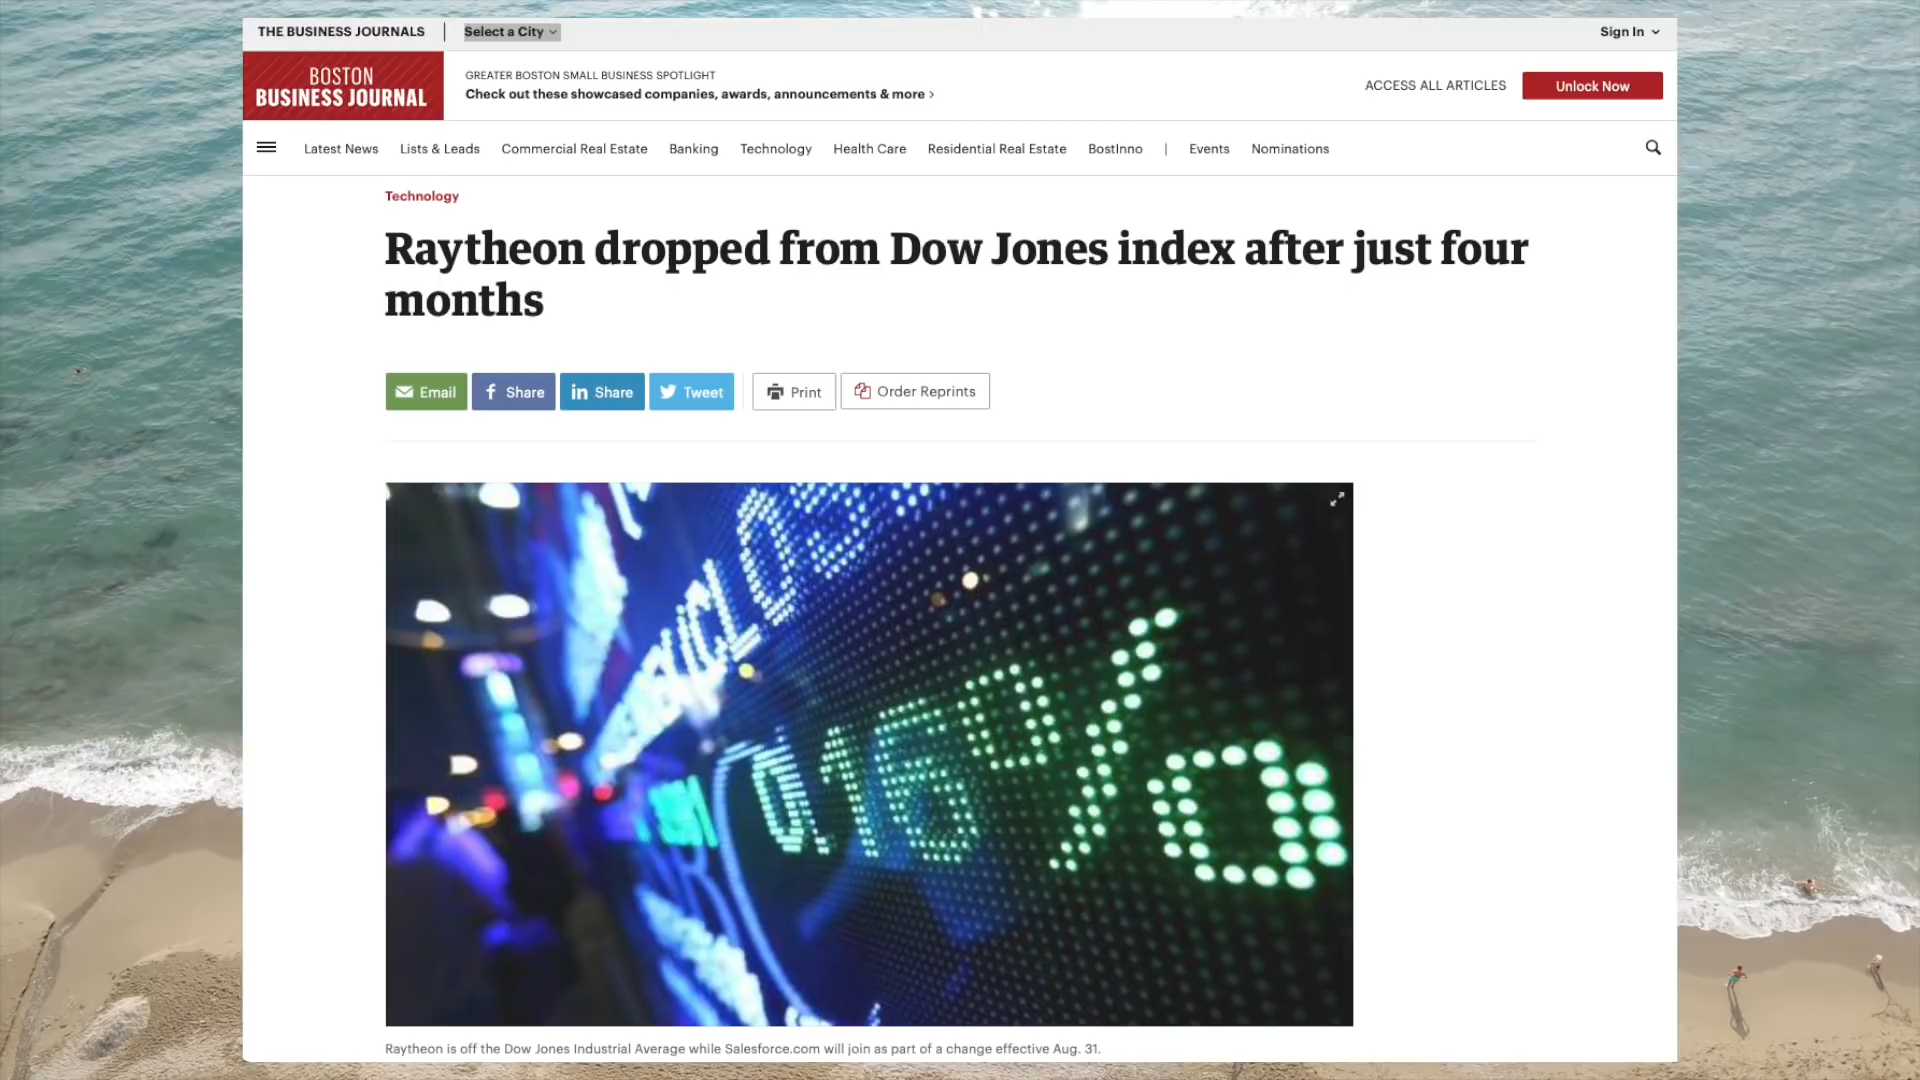 THE BUSINESS JOURNALS | Select a City Sign In
BOSTON
BUSINESS JOURNAL
GREATER BOSTON SMALL BUSINESS SPOTLIGHT
Check out these showcased companies, awards, announcements & more >
ACCESS ALL ARTICLES Unlock Now
Latest News Lists & Leads Commercial Real Estate Banking Technology Health Care Residential Real Estate BostInno | Events Nominations
Technology
Raytheon dropped from Dow Jones index after just four
months
Email Share Share Tweet Print Order Reprints
0.15%
Raytheon is off the Dow Jones Industrial Average while Salesforce.com will join as part of a change effective Aug. 31.